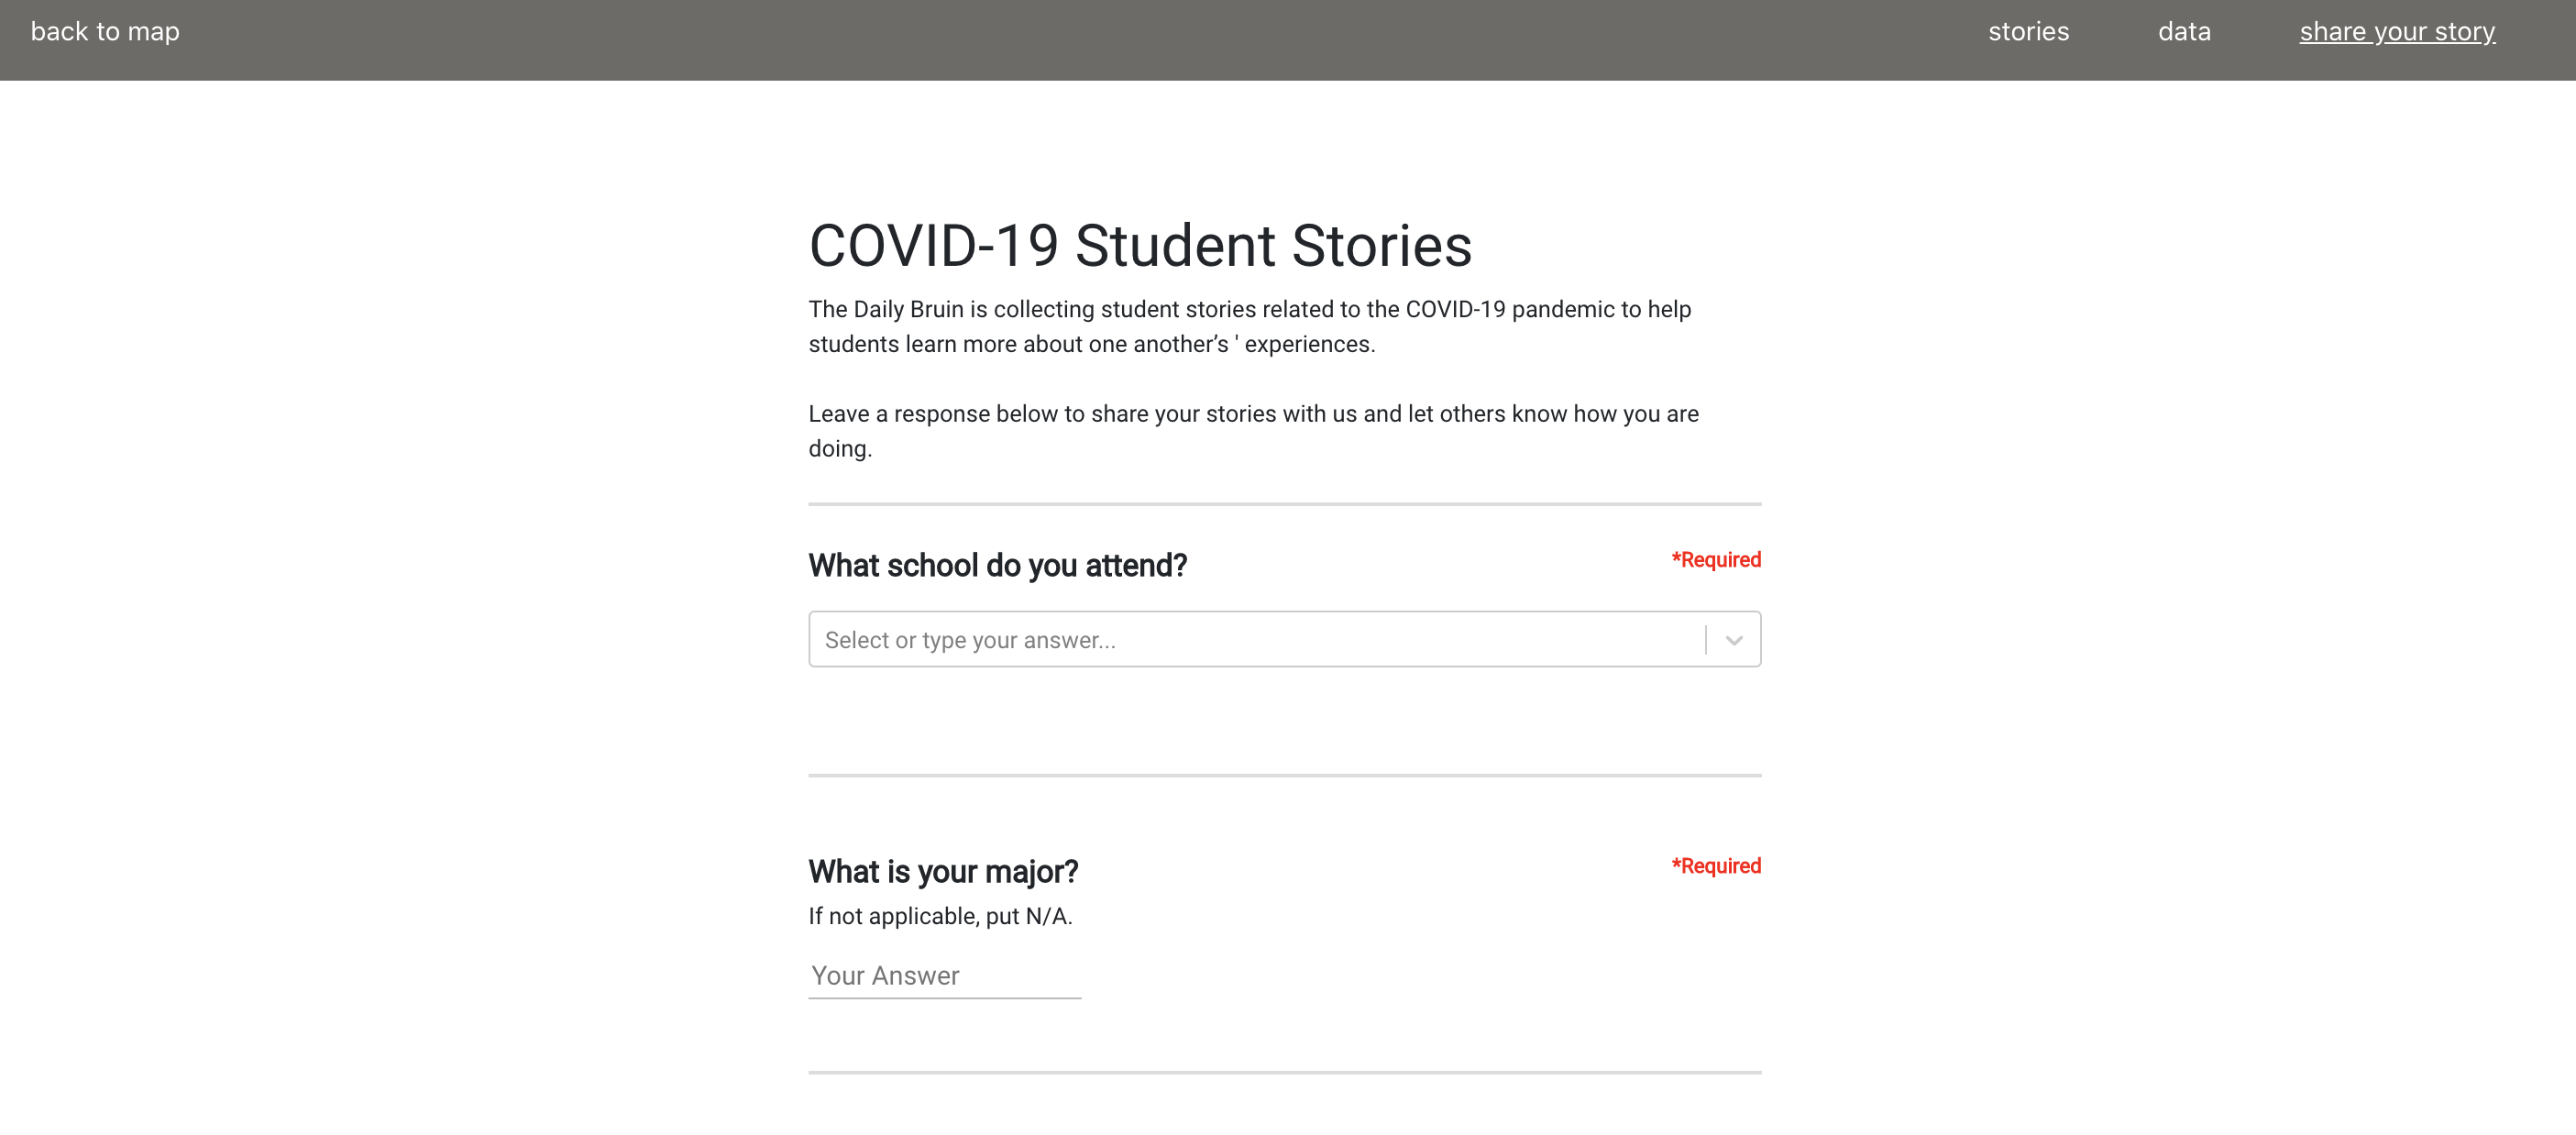 back to map
stories
data
share your story
COVID-19 Student Stories
The Daily Bruin is collecting student stories related to the COVID-19 pandemic to help
students learn more about one another’s ' experiences.
Leave a response below to share your stories with us and let others know how you are
doing.
What school do you attend?
*Required
Select or type your answer...
What is your major?
*Required
If not applicable, put N/A.
Your Answer